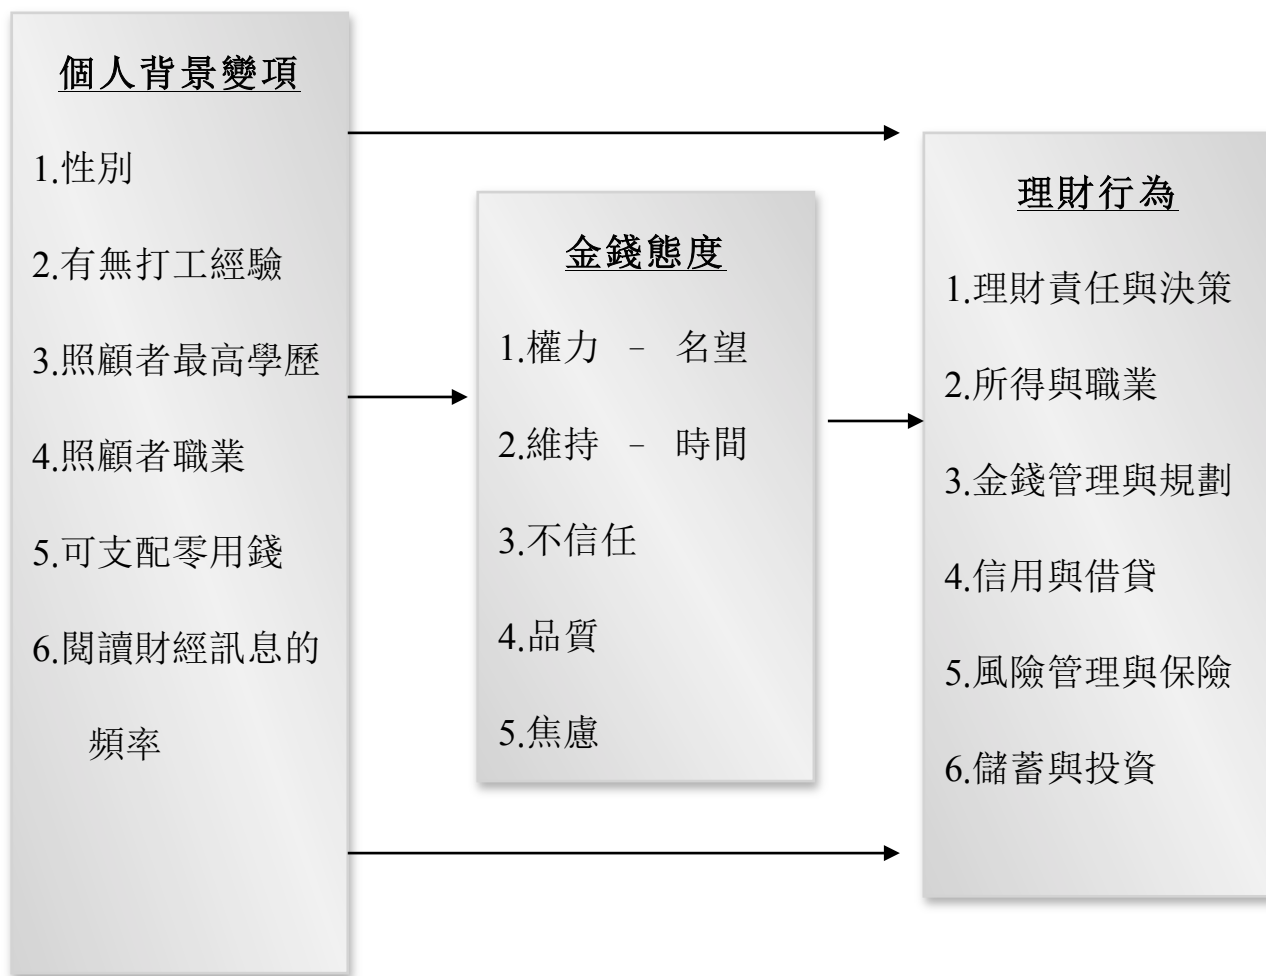 個人背景變項
1.性別
2.有無打工經驗
3.照顧者最高學歷
4.照顧者職業
5.可支配零用錢
6.閱讀財經訊息的
頻率
金錢態度
1.權力 － 名望
2.維持 － 時間
3.不信任
4.品質
5.焦慮
理財行為
1.理財責任與決策
2.所得與職業
3.金錢管理與規劃
4.信用與借貸
5.風險管理與保險
6.儲蓄與投資